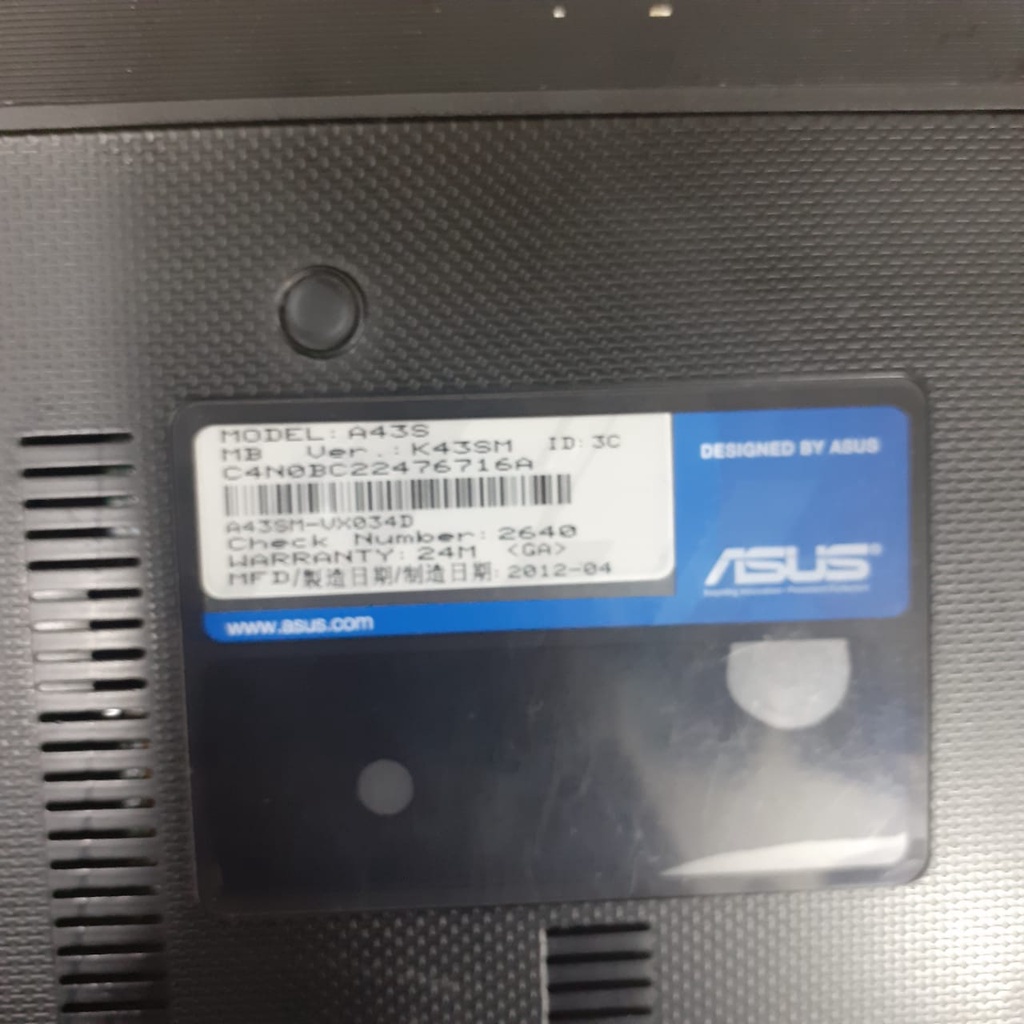 MODEL: A43S
MB Ver.: K43SM ID: 3C
C4N0BC22476716A
A43SM-VX034D
Check Number: 2640
WARRANTY: 24M <GA>
MFD/製造日期/制造日期: 2012-04
DESIGNED BY ASUS
ASUS®
www.asus.com